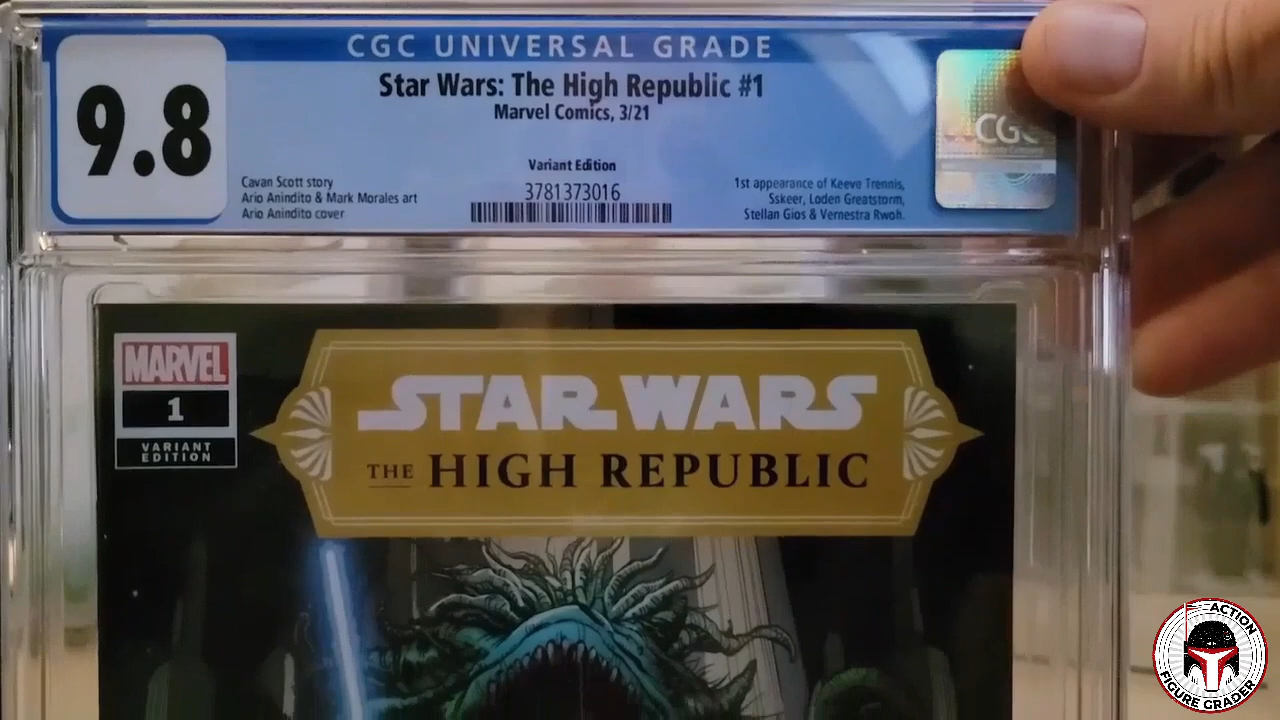 CGC UNIVERSAL GRADE
9.8
Star Wars: The High Republic #1
Marvel Comics, 3/21
Variant Edition
3781373016
Cavan Scott story
Ario Anindito & Mark Morales art
Ario Anindito cover
1st appearance of Keeve Trennis,
Sskeer, Loden Greatstorm,
Stellan Gios & Vernestra Rwoh.
CGC
MARVEL
1
VARIANT
EDITION
STAR WARS
THE HIGH REPUBLIC
ACTION
FIGURE GRADER